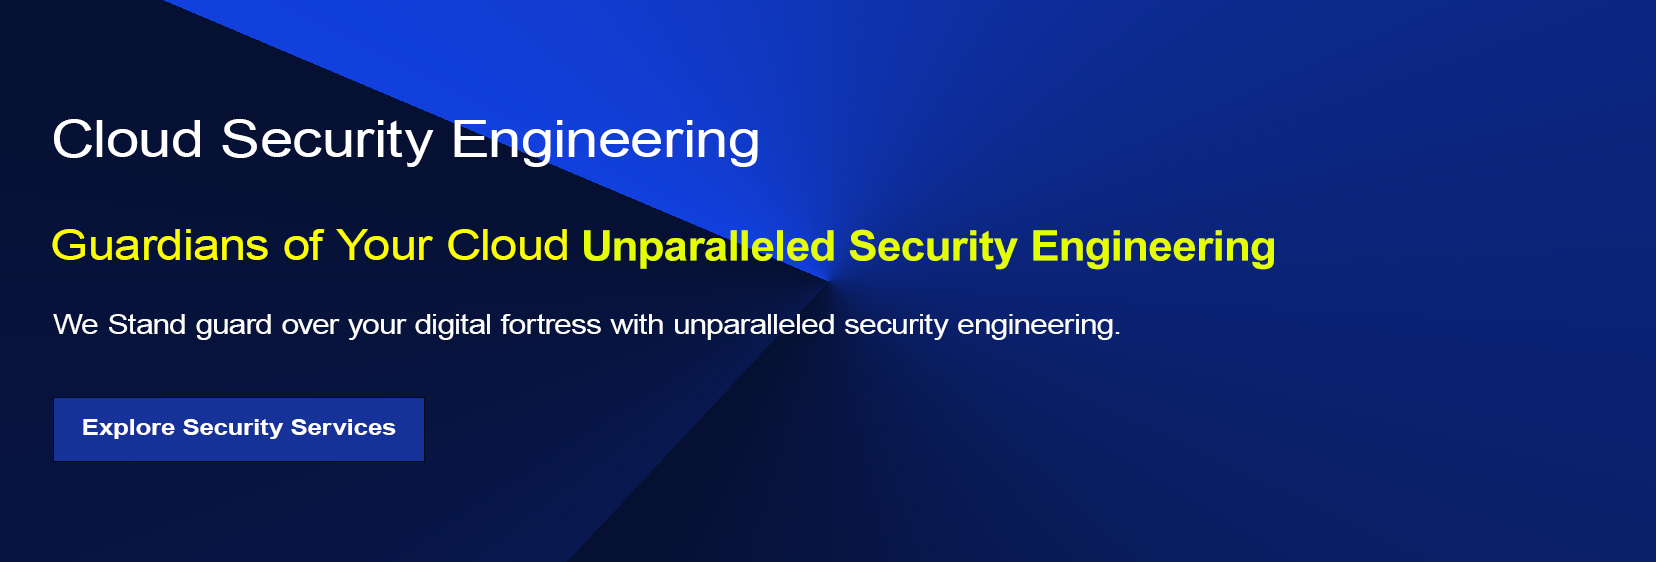 Cloud Security Engineering
Guardians of Your Cloud Unparalleled Security Engineering
We Stand guard over your digital fortress with unparalleled security engineering.
Explore Security Services